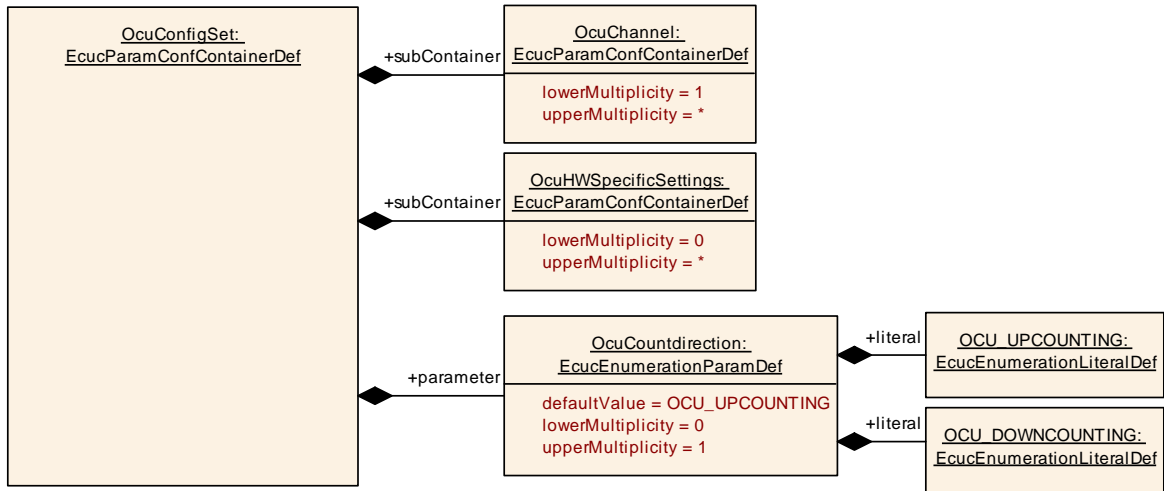 OcuConfigSet:
EcucParamConfContainerDef
+subContainer
OcuChannel:
EcucParamConfContainerDef
lowerMultiplicity = 1
upperMultiplicity = *
+subContainer
OcuHWSpecificSettings:
EcucParamConfContainerDef
lowerMultiplicity = 0
upperMultiplicity = *
+parameter
OcuCountdirection:
EcucEnumerationParamDef
defaultValue = OCU_UPCOUNTING
lowerMultiplicity = 0
upperMultiplicity = 1
+literal
OCU_UPCOUNTING:
EcucEnumerationLiteralDef
+literal
OCU_DOWNCOUNTING:
EcucEnumerationLiteralDef